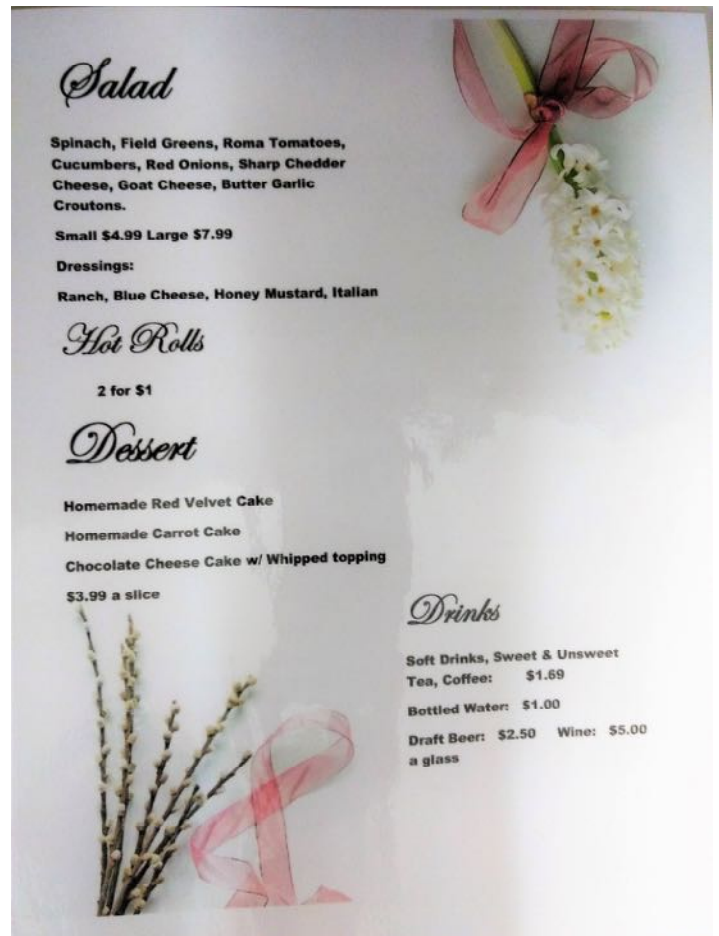 Salad
Spinach, Field Greens, Roma Tomatoes,
Cucumbers, Red Onions, Sharp Chedder
Cheese, Goat Cheese, Butter Garlic
Croutons.
Small $4.99 Large $7.99
Dressings:
Ranch, Blue Cheese, Honey Mustard, Italian
Hot Rolls
2 for $1
Dessert
Homemade Red Velvet Cake
Homemade Carrot Cake
Chocolate Cheese Cake w/ Whipped topping
$3.99 a slice
Drinks
Soft Drinks, Sweet & Unsweet
Tea, Coffee: $1.69
Bottled Water: $1.00
Draft Beer: $2.50 Wine: $5.00
a glass